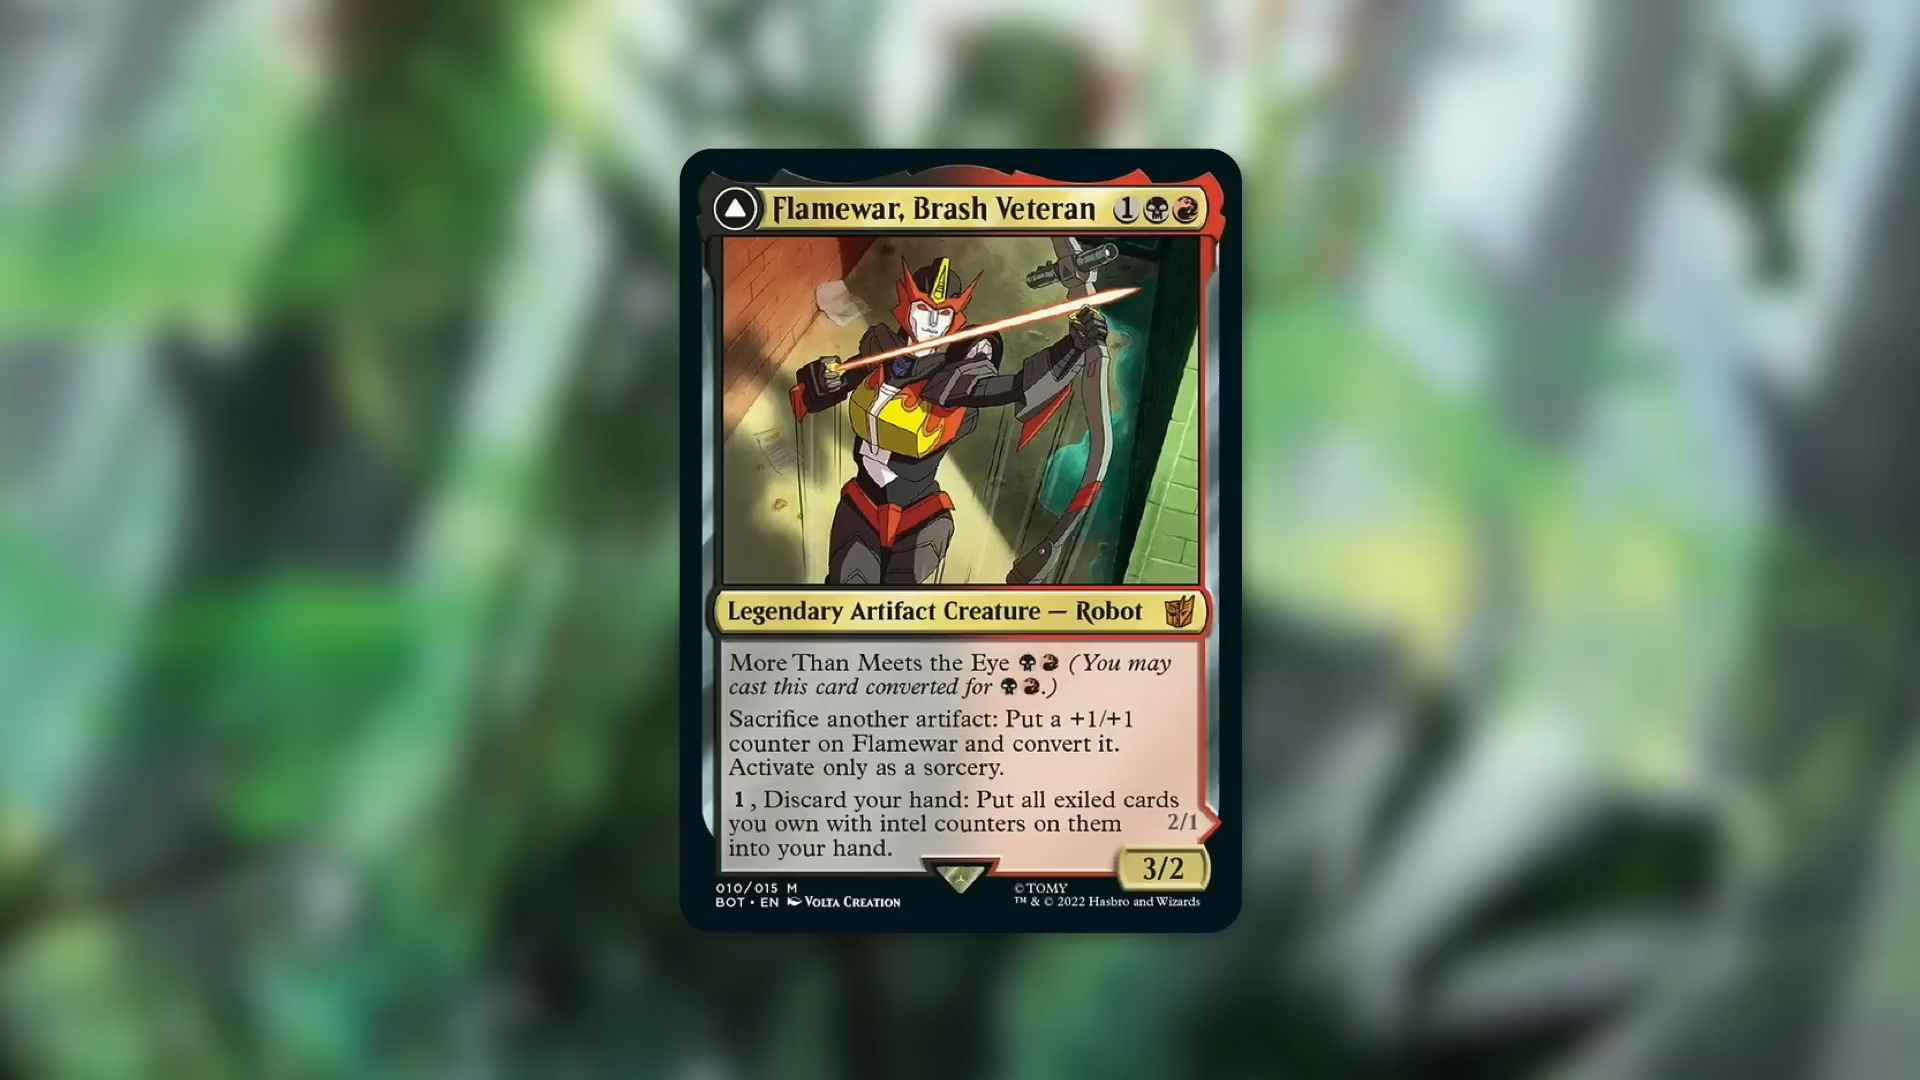 Flamewar, Brash Veteran 1
Legendary Artifact Creature — Robot
More Than Meets the Eye (You may
cast this card converted for .)
Sacrifice another artifact: Put a +1/+1
counter on Flamewar and convert it.
Activate only as a sorcery.
1, Discard your hand: Put all exiled cards
you own with intel counters on them
into your hand.
2/1
3/2
010/015 M
BOT • EN VOLTA CREATION
© TOMY
™ & © 2022 Hasbro and Wizards